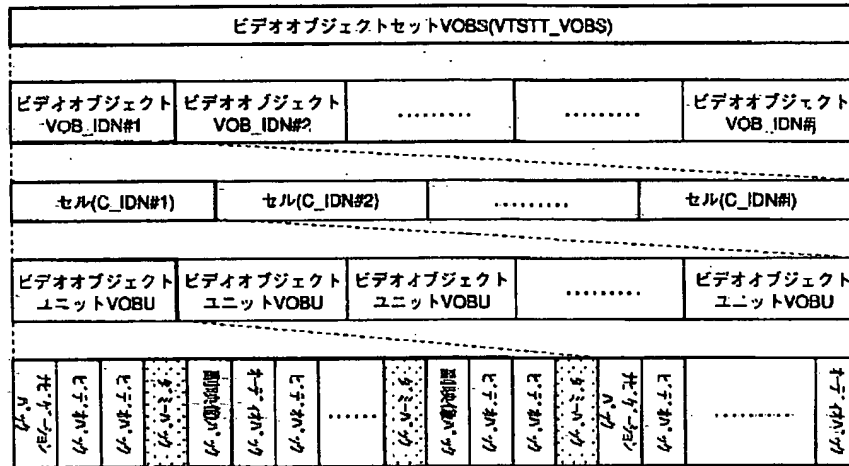 ビデオオブジェクトセットVOBS(VTSTT_VOBS)
ビデオオブジェクト
VOB_IDN#1
ビデオオブジェクト
VOB_IDN#2
………
………
ビデオオブジェクト
VOB_IDN#j
セル(C_IDN#1)
セル(C_IDN#2)
………
セル(C_IDN#i)
ビデオオブジェクト
ユニットVOBU
ビデオオブジェクト
ユニットVOBU
ビデオオブジェクト
ユニットVOBU
………
ビデオオブジェクト
ユニットVOBU
ナビゲーション
パック
ビデオパック
ビデオパック
ダミーパック
副映像パック
オーディオパック
ビデオパック
……
ダミーパック
副映像パック
ビデオパック
ビデオパック
ダミーパック
ナビゲーション
パック
ビデオパック
…………
オーディオパック